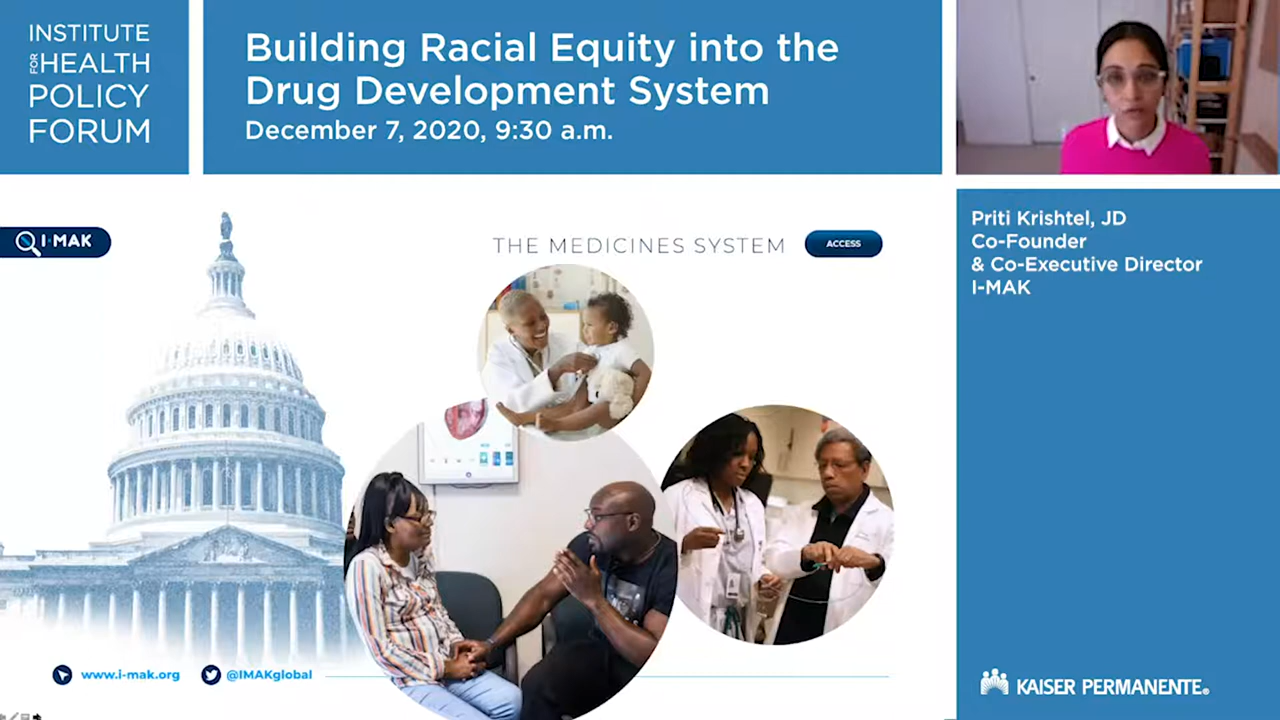 INSTITUTE
FOR HEALTH
POLICY
FORUM
Building Racial Equity into the
Drug Development System
December 7, 2020, 9:30 a.m.
Priti Krishtel, JD
Co-Founder
& Co-Executive Director
I-MAK
I-MAK
THE MEDICINES SYSTEM
ACCESS
www.i-mak.org
@IMAKglobal
KAISER PERMANENTE®